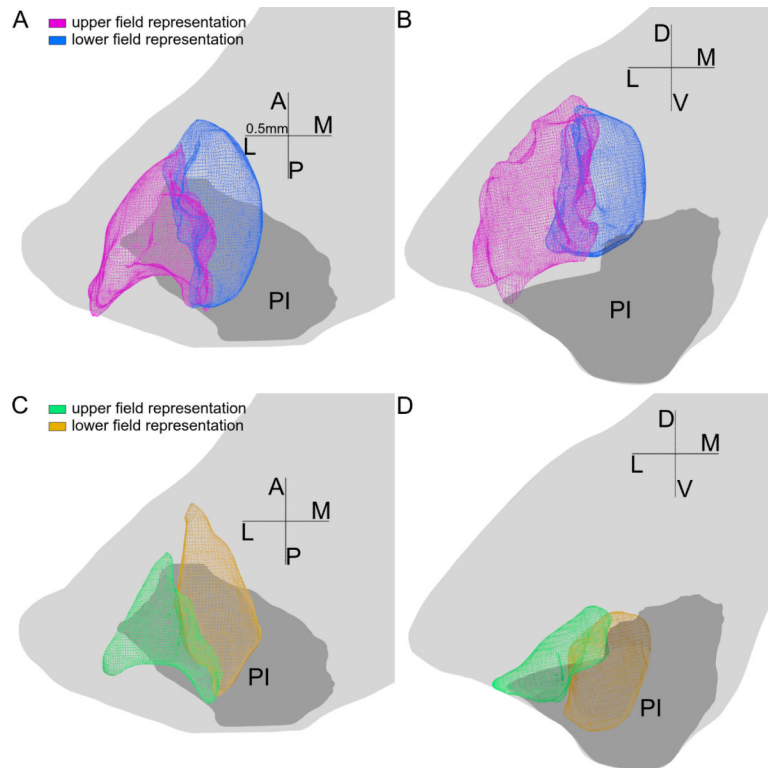 A
upper field representation
lower field representation
A
0.5mm
M
L
P
PI
B
D
M
L
V
PI
C
upper field representation
lower field representation
A
M
L
P
PI
D
D
M
L
V
PI